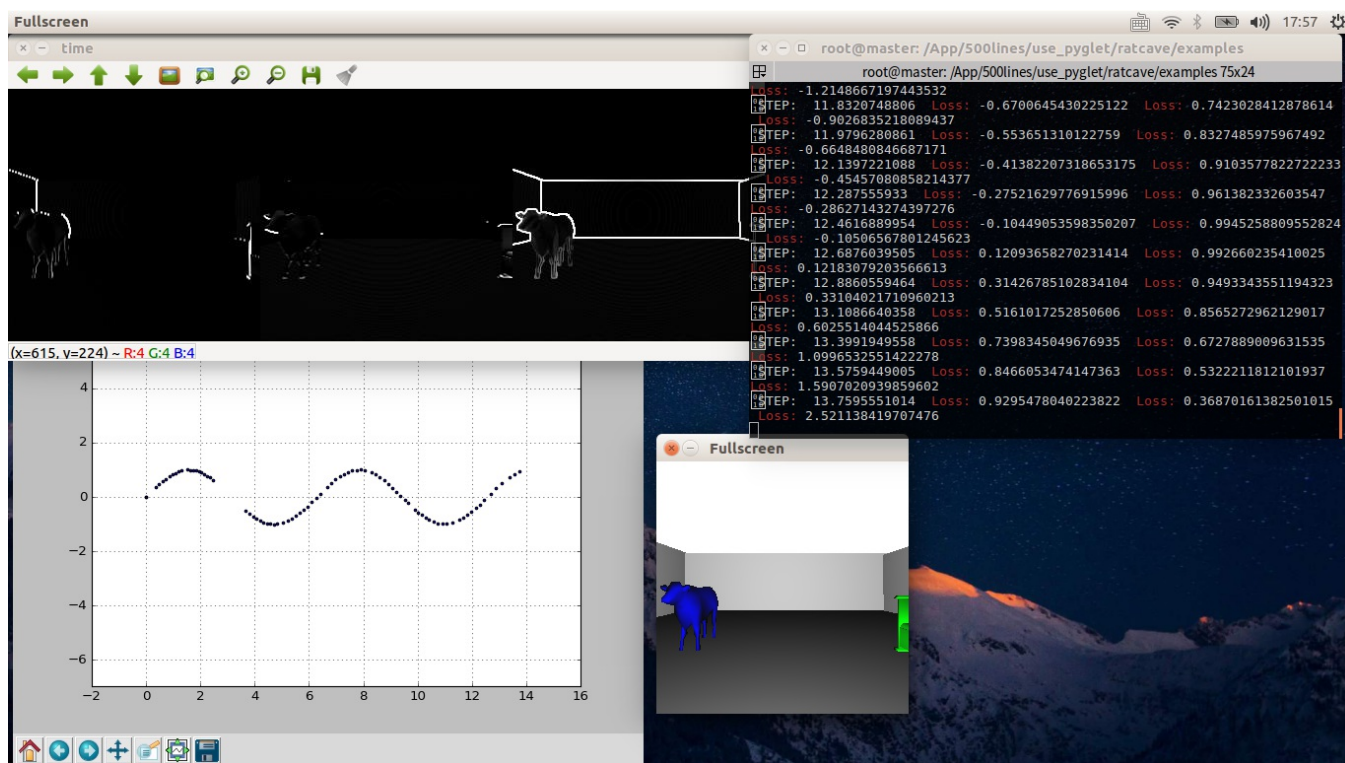 Fullscreen
17:57
time
(x=615, y=224) ~ R:4 G:4 B:4
root@master: /App/500lines/use_pyglet/ratcave/examples
root@master: /App/500lines/use_pyglet/ratcave/examples 75x24
Loss: -1.2148667197443532
STEP: 11.8320748806 Loss: -0.6700645430225122 Loss: 0.7423028412878614
Loss: -0.9026835218089437
STEP: 11.9796280861 Loss: -0.553651310122759 Loss: 0.8327485975967492
Loss: -0.6648480846687171
STEP: 12.1397221088 Loss: -0.41382207318653175 Loss: 0.9103577822722233
Loss: -0.45457080858214377
STEP: 12.287555933 Loss: -0.27521629776915996 Loss: 0.961382332603547
Loss: -0.28627143274397276
STEP: 12.4616889954 Loss: -0.10449053598350207 Loss: 0.9945258809552824
Loss: -0.10506567801245623
STEP: 12.6876039505 Loss: 0.12093658270231414 Loss: 0.992660235410025
Loss: 0.12183079203566613
STEP: 12.8860559464 Loss: 0.31426785102834104 Loss: 0.9493343551194323
Loss: 0.33104021710960213
STEP: 13.1086640358 Loss: 0.5161017252850606 Loss: 0.8565272962129017
Loss: 0.6025514044525866
STEP: 13.3991949558 Loss: 0.7398345049676935 Loss: 0.6727889009631535
Loss: 1.0996532551422278
STEP: 13.5759449005 Loss: 0.8466053474147363 Loss: 0.5322211812101937
Loss: 1.5907020939859602
STEP: 13.7595551014 Loss: 0.9295478040223822 Loss: 0.36870161382501015
Loss: 2.521138419707476
4
2
0
−2
−4
−6
−2 0 2 4 6 8 10 12 14 16
Fullscreen